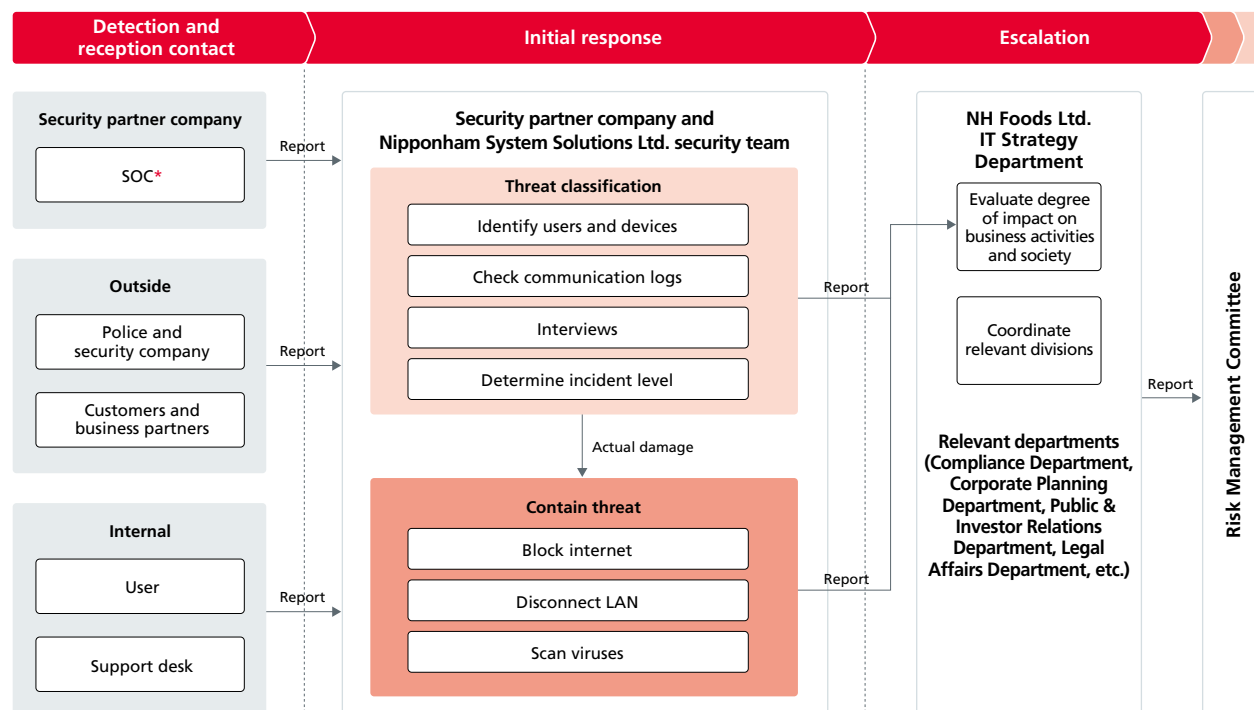 Detection and
reception contact
Initial response
Escalation
Security partner company
SOC*
Report
Outside
Police and
security company
Customers and
business partners
Report
Internal
User
Support desk
Report
Security partner company and
Nipponham System Solutions Ltd. security team
Threat classification
Identify users and devices
Check communication logs
Interviews
Determine incident level
Actual damage
Contain threat
Block internet
Disconnect LAN
Scan viruses
Report
Report
NH Foods Ltd.
IT Strategy
Department
Evaluate degree
of impact on
business activities
and society
Coordinate
relevant divisions
Relevant departments
(Compliance Department,
Corporate Planning
Department, Public &
Investor Relations
Department, Legal
Affairs Department, etc.)
Report
Risk Management Committee